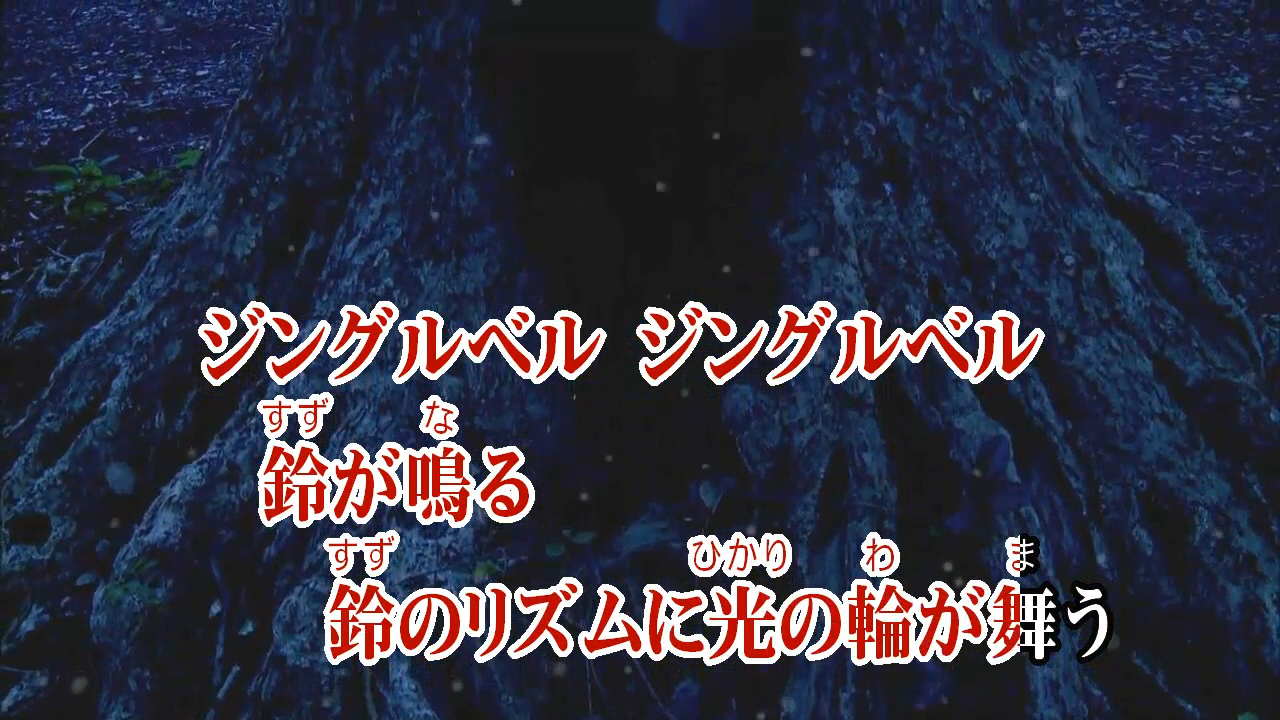 ジングルベル ジングルベル
すず な
鈴が鳴る
すず ひかり わ ま
鈴のリズムに光の輪が舞う